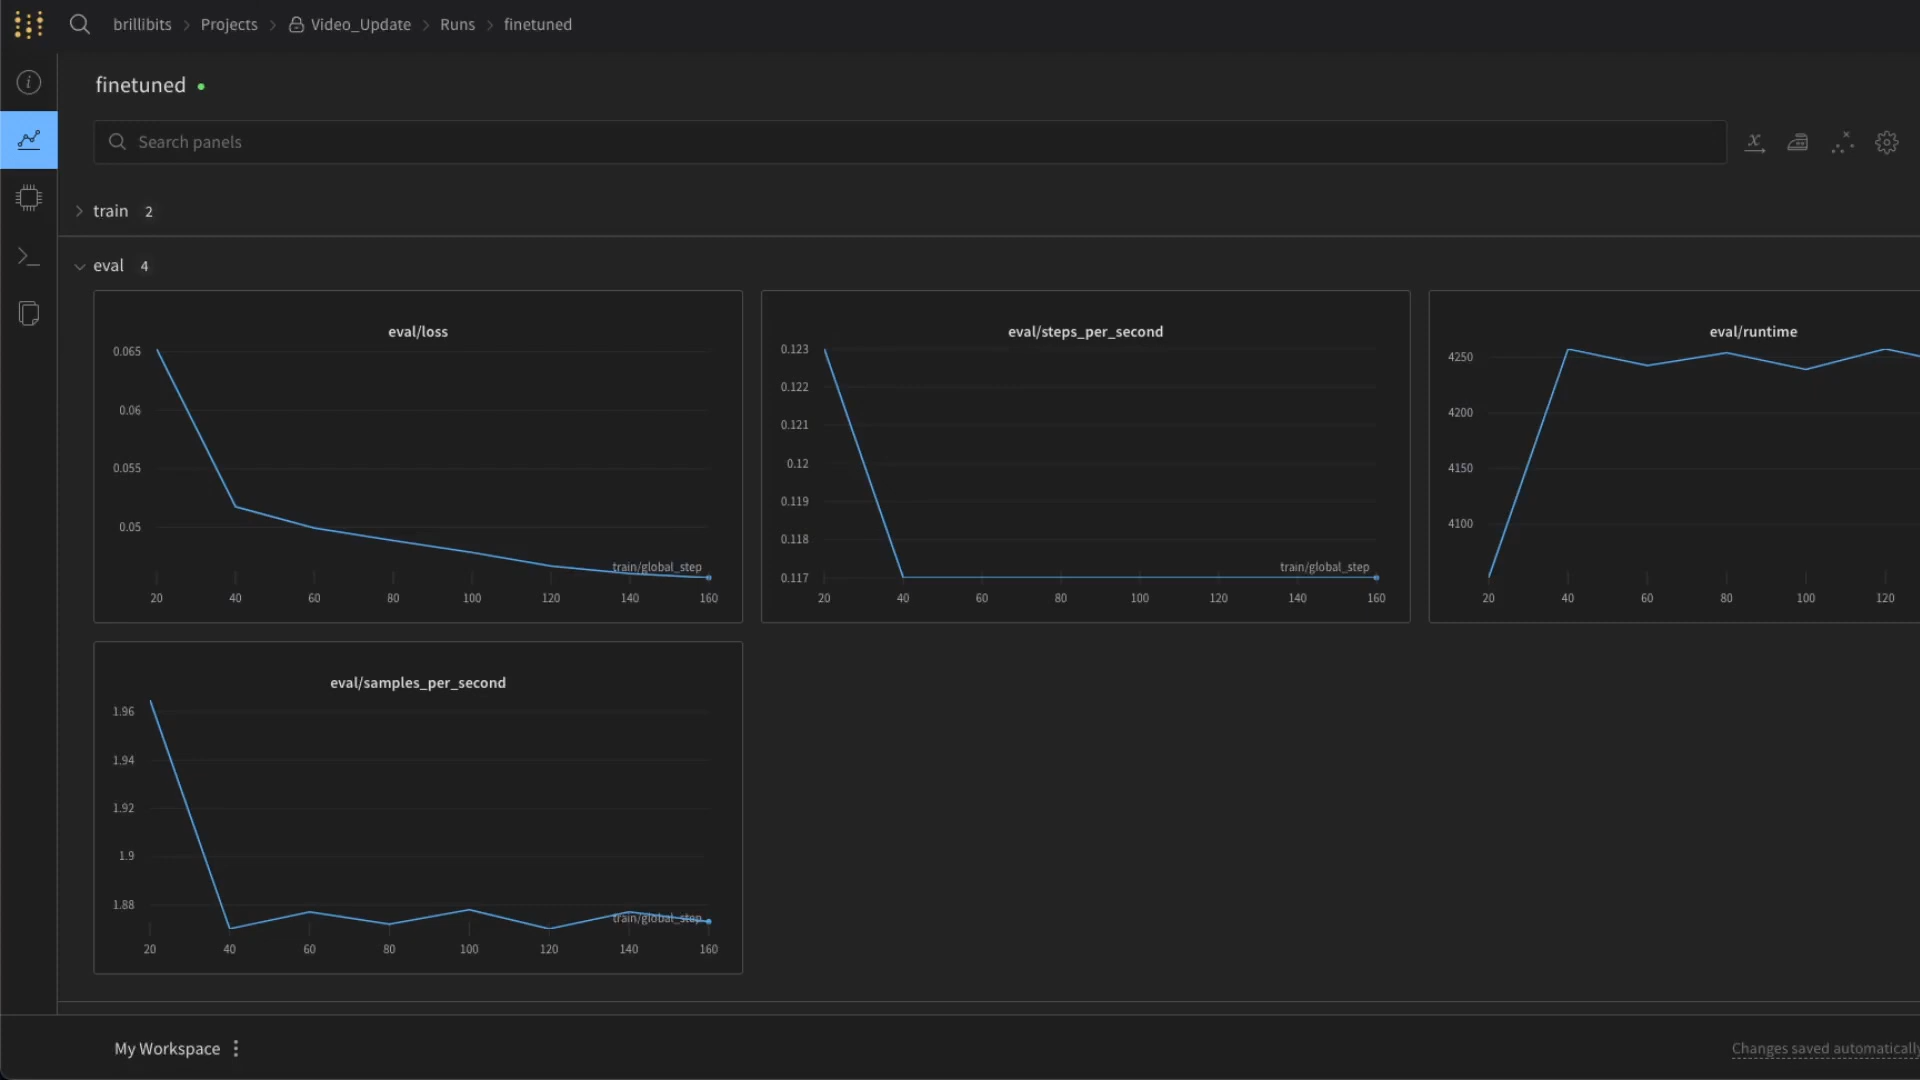 brillibits Projects Video_Update Runs finetuned
finetuned
Search panels
train 2
eval 4
eval/loss
0.065
0.06
0.055
0.05
train/global_step
20 40 60 80 100 120 140 160
eval/steps_per_second
0.123
0.122
0.121
0.12
0.119
0.118
0.117
train/global_step
20 40 60 80 100 120 140 160
eval/runtime
4250
4200
4150
4100
20 40 60 80 100 120
eval/samples_per_second
1.96
1.94
1.92
1.9
1.88
train/global_step
20 40 60 80 100 120 140 160
My Workspace
Changes saved automatically